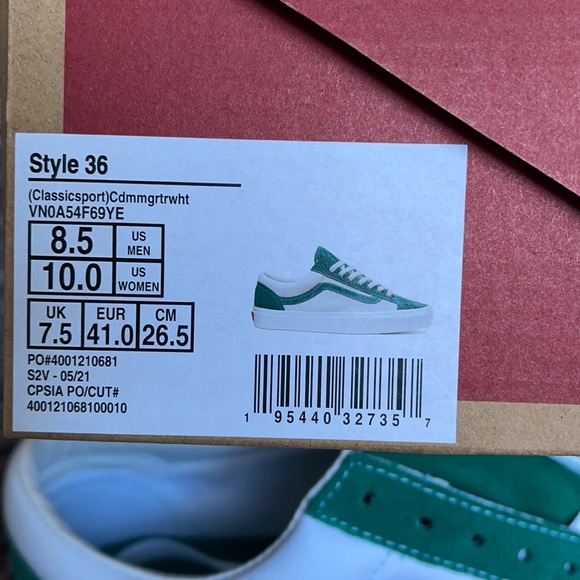 Style 36
(Classicsport)Cdmmgrtrwht
VN0A54F69YE
8.5 US MEN
10.0 US WOMEN
UK 7.5 EUR 41.0 CM 26.5
PO#4001210681
S2V - 05/21
CPSIA PO/CUT#
400121068100010
1 95440 32735 7